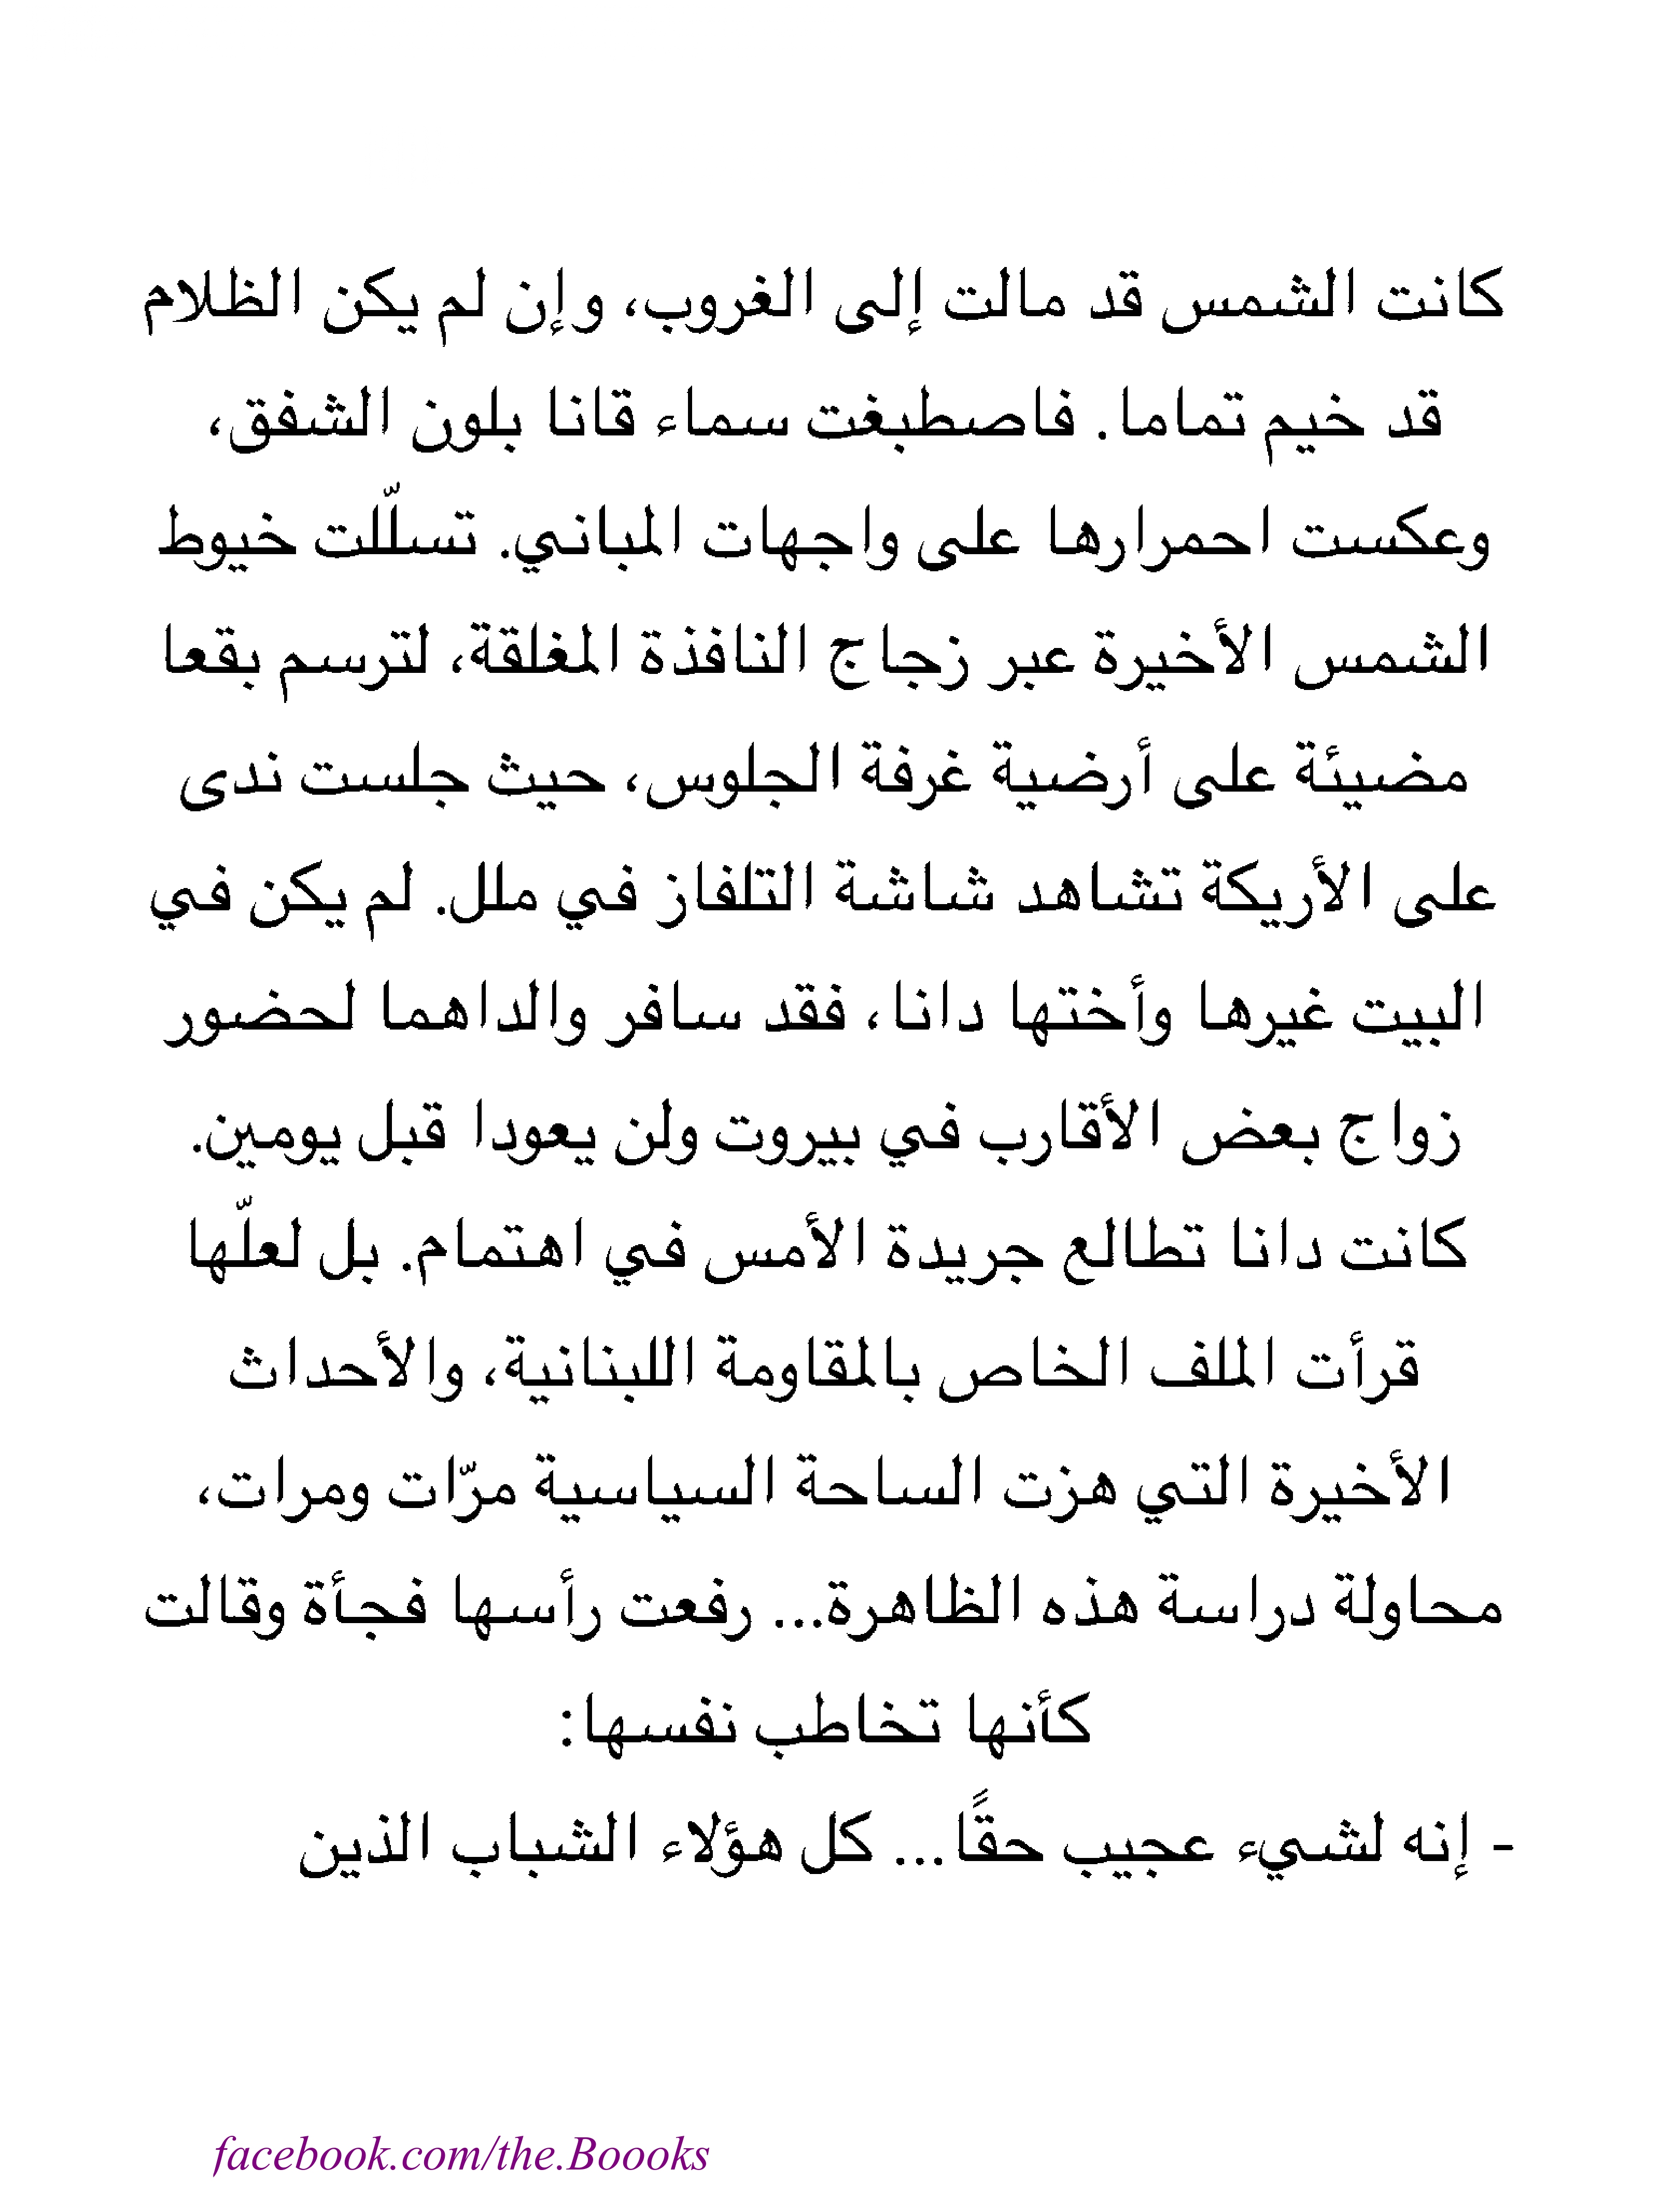 كانت الشمس قد مالت إلى الغروب، وإن لم يكن الظلام
قد خيم تماما. فاصطبغت سماء قانا بلون الشفق،
وعكست احمرارها على واجهات المباني. تسلّلت خيوط
الشمس الأخيرة عبر زجاج النافذة المغلقة، لترسم بقعا
مضيئة على أرضية غرفة الجلوس، حيث جلست ندى
على الأريكة تشاهد شاشة التلفاز في ملل. لم يكن في
البيت غيرها وأختها دانا، فقد سافر والداهما لحضور
زواج بعض الأقارب في بيروت ولن يعودا قبل يومين.
كانت دانا تطالع جريدة الأمس في اهتمام. بل لعلّها
قرأت الملف الخاص بالمقاومة اللبنانية، والأحداث
الأخيرة التي هزت الساحة السياسية مرّات ومرات،
محاولة دراسة هذه الظاهرة... رفعت رأسها فجأة وقالت
كأنها تخاطب نفسها:
- إنه لشيء عجيب حقًا... كل هؤلاء الشباب الذين
facebook.com/the.Boooks